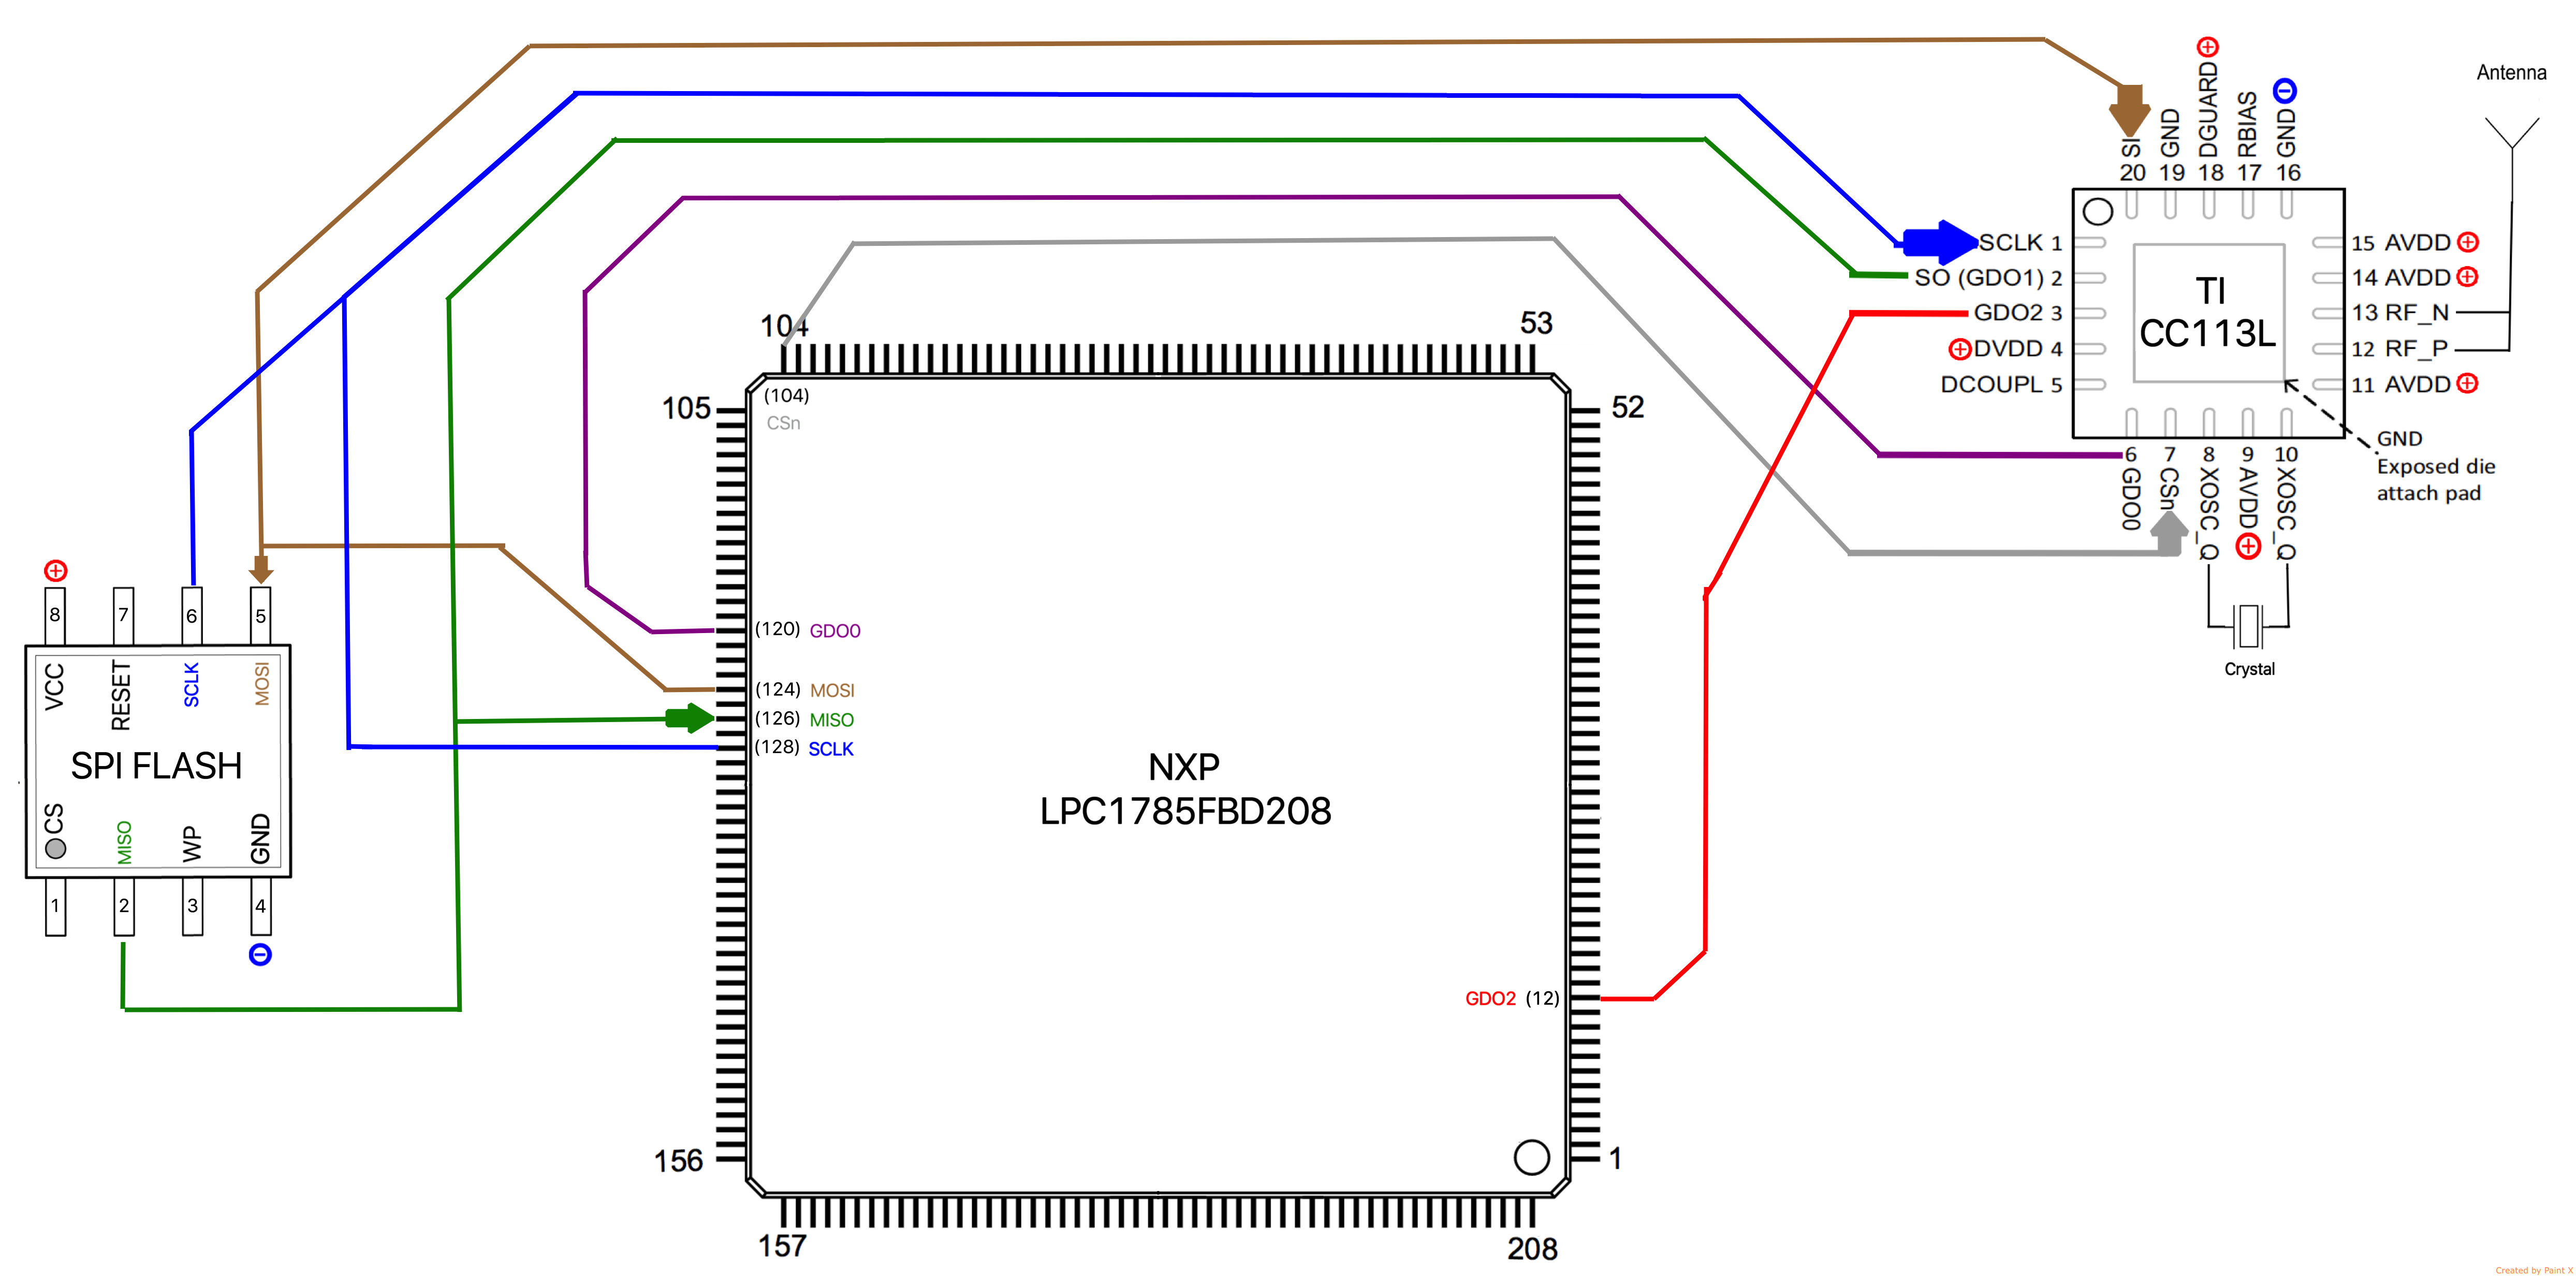 Antenna
SI
GND
DGUARD
RBIAS
GND
20 19 18 17 16
SCLK 1
SO (GDO1) 2
GDO2 3
DVDD 4
DCOUPL 5
TI
CC113L
15 AVDD
14 AVDD
13 RF_N
12 RF_P
11 AVDD
6 7 8 9 10
GDO0
CSn
XOSC_Q
AVDD
XOSC_Q
GND
Exposed die
attach pad
Crystal
104
53
105
52
(104)
CSn
(120) GDO0
(124) MOSI
(126) MISO
(128) SCLK
NXP
LPC1785FBD208
GDO2 (12)
156
1
157
208
8 7 6 5
VCC
RESET
SCLK
MOSI
SPI FLASH
CS
MISO
WP
GND
1 2 3 4
Created by Paint X